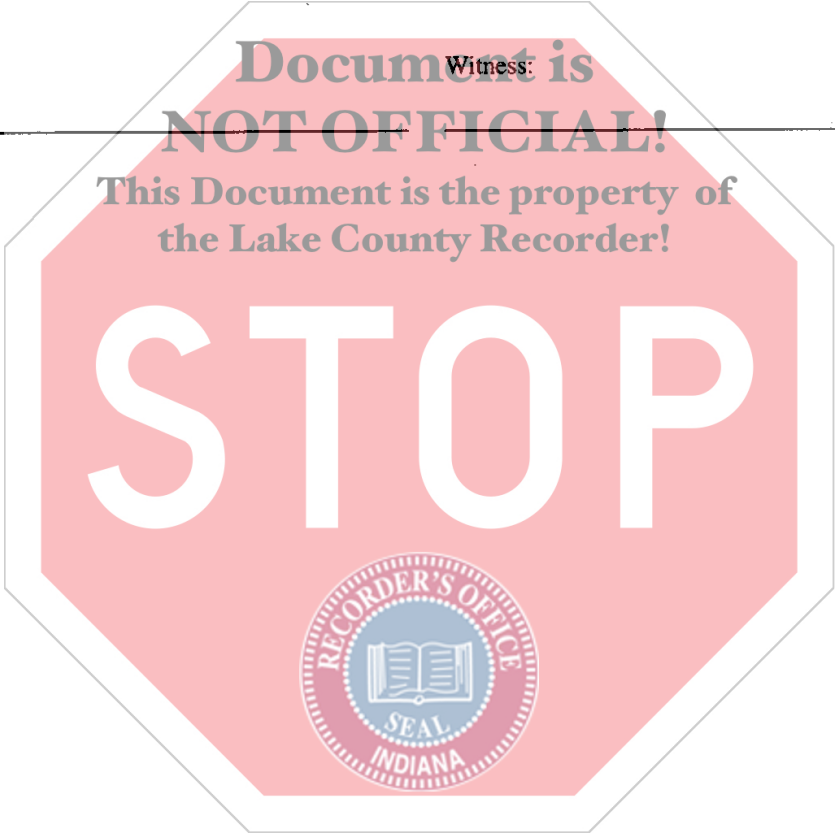 Document is
Witness:
NOT OFFICIAL!
This Document is the property of
the Lake County Recorder!
STOP
RECORDER'S OFFICE
SEAL
INDIANA